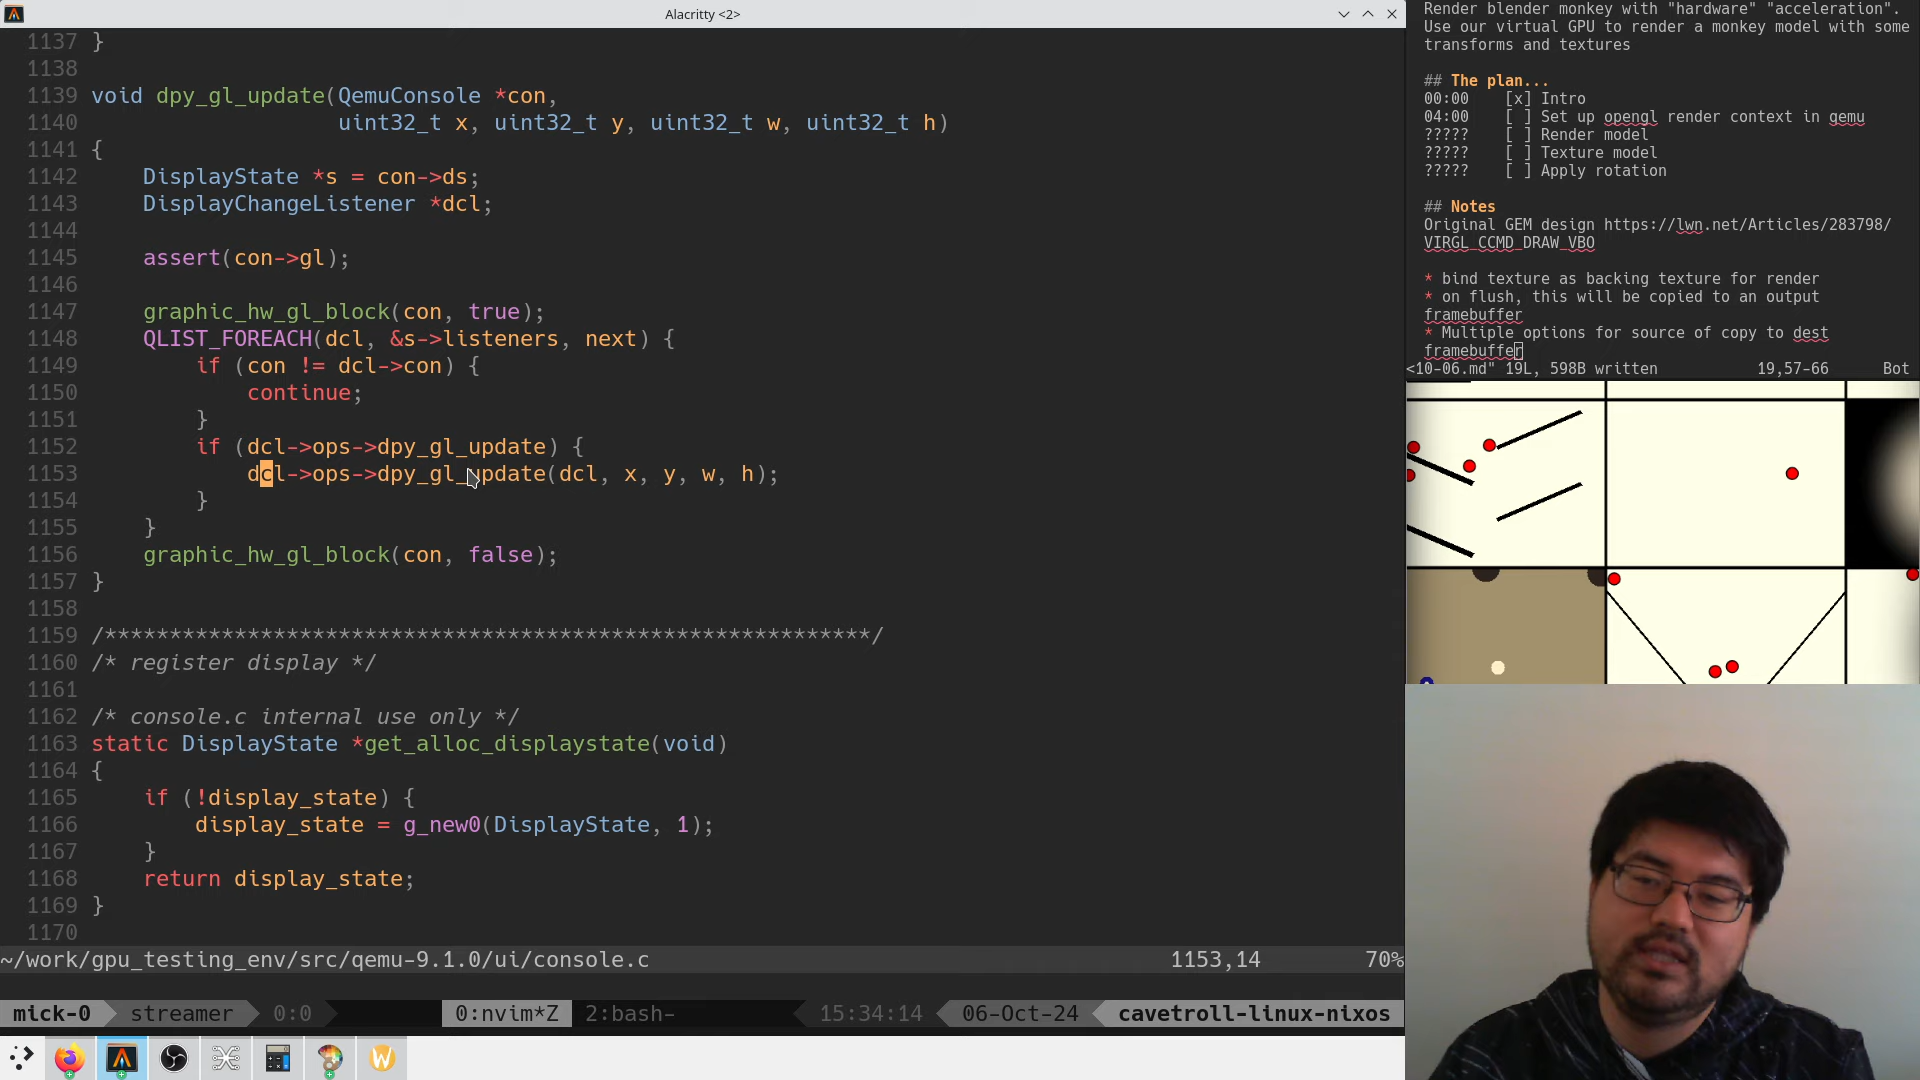 Alacritty <2>
1137 }
1138
1139 void dpy_gl_update(QemuConsole *con,
1140                    uint32_t x, uint32_t y, uint32_t w, uint32_t h)
1141 {
1142     DisplayState *s = con->ds;
1143     DisplayChangeListener *dcl;
1144
1145     assert(con->gl);
1146
1147     graphic_hw_gl_block(con, true);
1148     QLIST_FOREACH(dcl, &s->listeners, next) {
1149         if (con != dcl->con) {
1150             continue;
1151         }
1152         if (dcl->ops->dpy_gl_update) {
1153             dcl->ops->dpy_gl_update(dcl, x, y, w, h);
1154         }
1155     }
1156     graphic_hw_gl_block(con, false);
1157 }
1158
1159 /***********************************************************/
1160 /* register display */
1161
1162 /* console.c internal use only */
1163 static DisplayState *get_alloc_displaystate(void)
1164 {
1165     if (!display_state) {
1166         display_state = g_new0(DisplayState, 1);
1167     }
1168     return display_state;
1169 }
1170
~/work/gpu_testing_env/src/qemu-9.1.0/ui/console.c 1153,14 70%
mick-0 streamer 0:0 0:nvim*Z 2:bash- 15:34:14 06-Oct-24 cavetroll-linux-nixos
Render blender monkey with "hardware" "acceleration".
Use our virtual GPU to render a monkey model with some
transforms and textures
## The plan...
00:00 [x] Intro
04:00 [ ] Set up opengl render context in qemu
????? [ ] Render model
????? [ ] Texture model
????? [ ] Apply rotation
## Notes
Original GEM design https://lwn.net/Articles/283798/
VIRGL_CCMD_DRAW_VBO
* bind texture as backing texture for render
* on flush, this will be copied to an output
framebuffer
* Multiple options for source of copy to dest
framebuffer
<10-06.md" 19L, 598B written 19,57-66 Bot